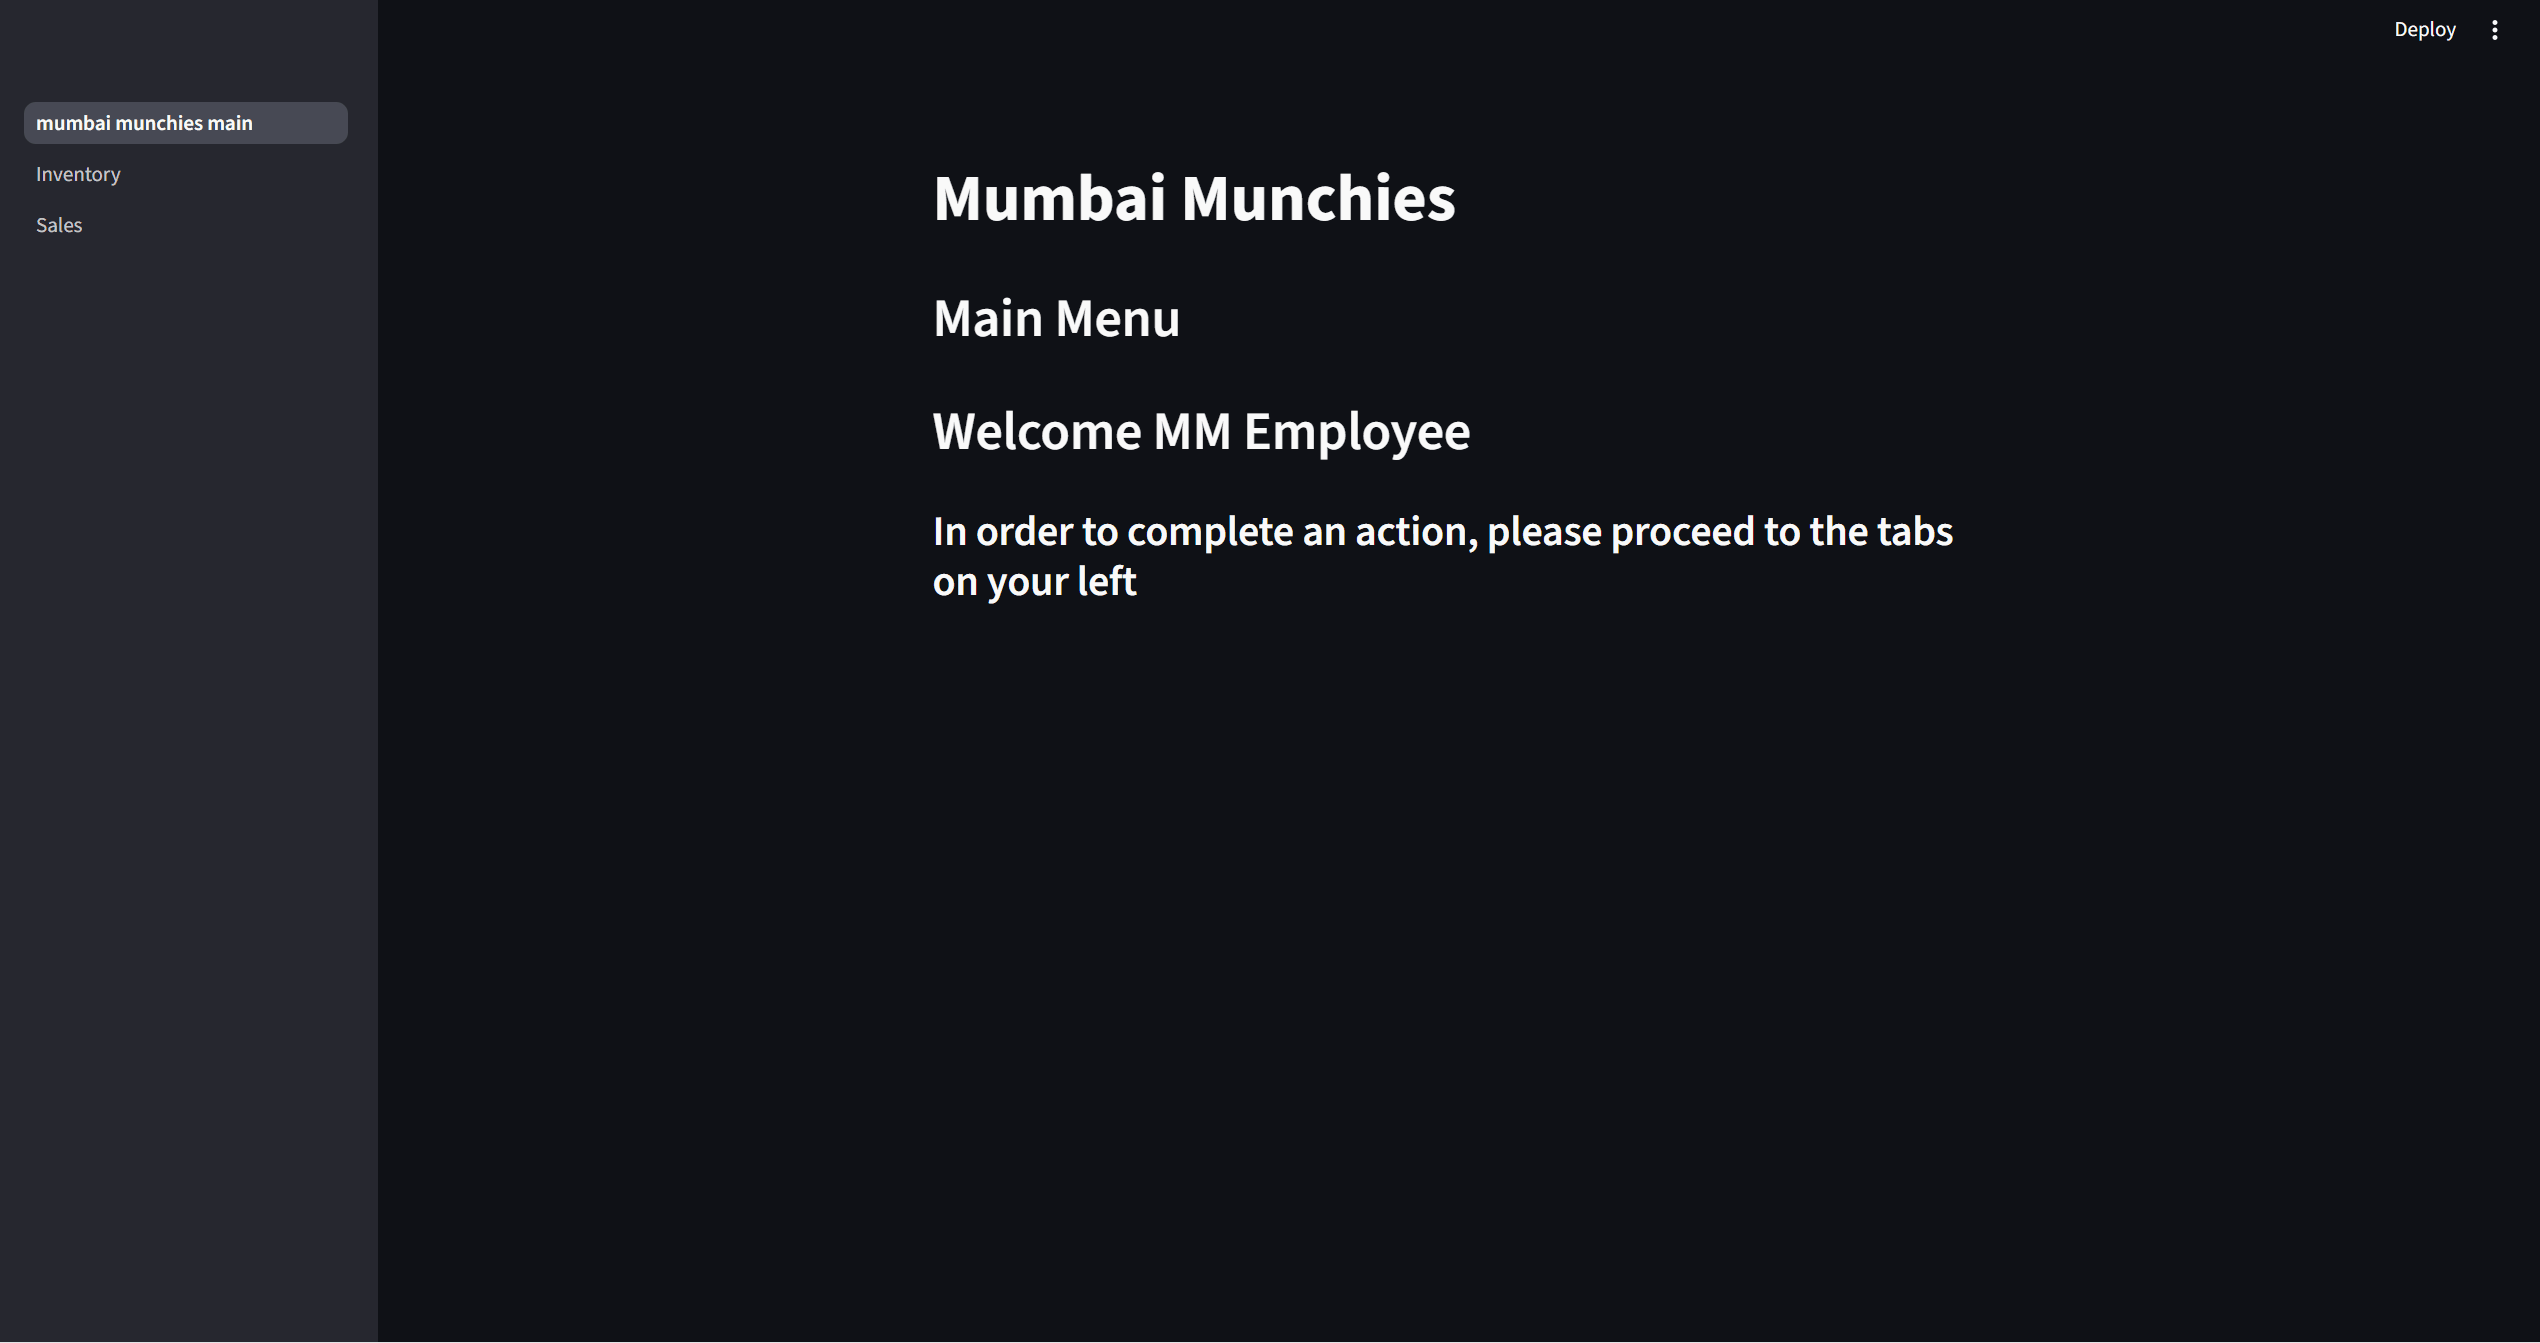 Deploy
mumbai munchies main
Inventory
Sales
Mumbai Munchies
Main Menu
Welcome MM Employee
In order to complete an action, please proceed to the tabs
on your left